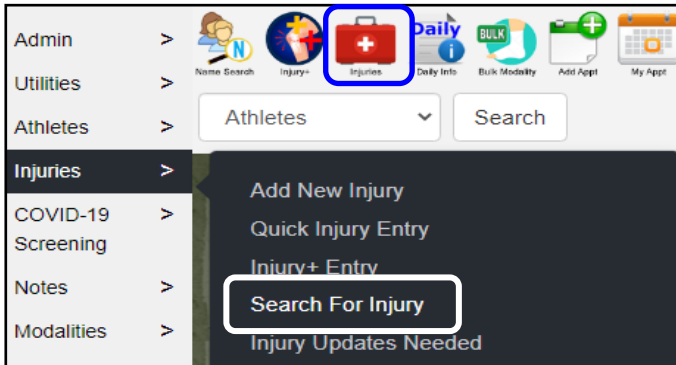 Admin >
Utilities >
Athletes >
Injuries >
COVID-19 >
Screening
Notes >
Modalities >
N
Name Search
Injury+
Injuries
Daily
i
Daily Info
BULK
Bulk Modality
Add Appt
My Appt
Athletes
Search
Add New Injury
Quick Injury Entry
Injury+ Entry
Search For Injury
Injury Updates Needed